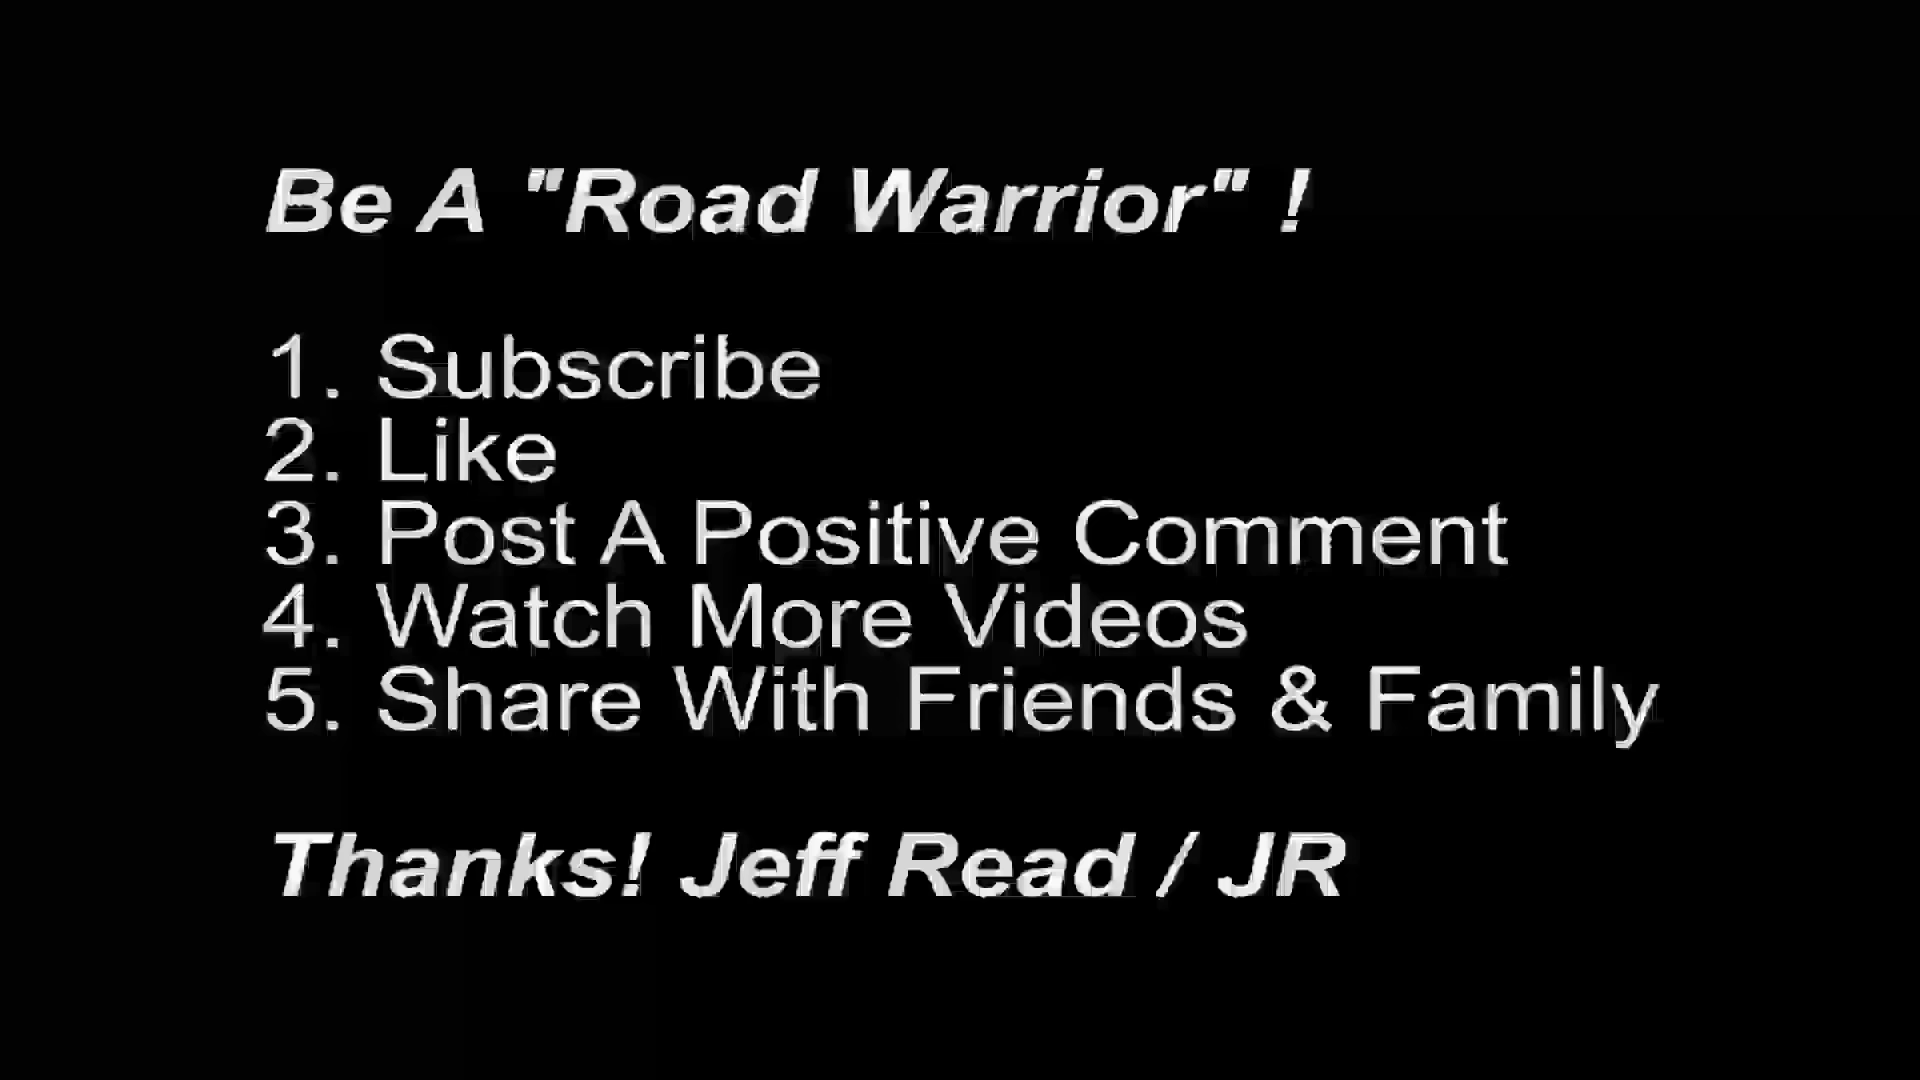 Be A "Road Warrior" !
1. Subscribe
2. Like
3. Post A Positive Comment
4. Watch More Videos
5. Share With Friends & Family
Thanks! Jeff Read / JR